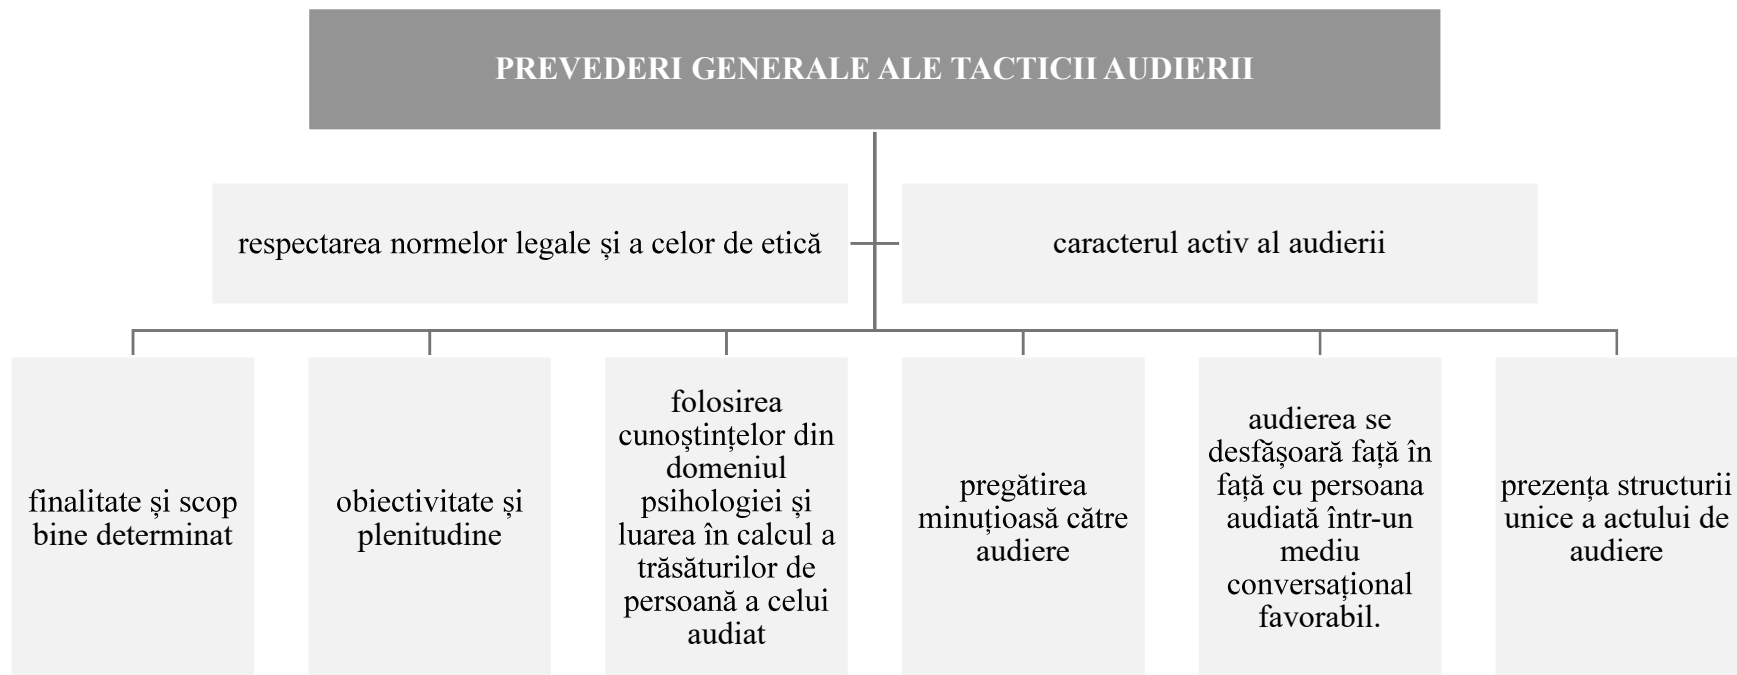 PREVEDERI GENERALE ALE TACTICII AUDIERII
respectarea normelor legale și a celor de etică
caracterul activ al audierii
finalitate și scop
bine determinat
obiectivitate și
plenitudine
folosirea
cunoștințelor din
domeniul
psihologiei și
luarea în calcul a
trăsăturilor de
persoană a celui
audiat
pregătirea
minuțioasă către
audiere
audierea se
desfășoară față în
față cu persoana
audiată într-un
mediu
conversațional
favorabil.
prezența structurii
unice a actului de
audiere